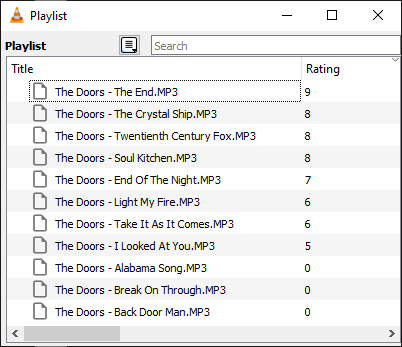 Playlist
Playlist Search
Title Rating
The Doors - The End.MP3 9
The Doors - The Crystal Ship.MP3 8
The Doors - Twentienth Century Fox.MP3 8
The Doors - Soul Kitchen.MP3 8
The Doors - End Of The Night.MP3 7
The Doors - Light My Fire.MP3 6
The Doors - Take It As It Comes.MP3 6
The Doors - I Looked At You.MP3 5
The Doors - Alabama Song.MP3 0
The Doors - Break On Through.MP3 0
The Doors - Back Door Man.MP3 0